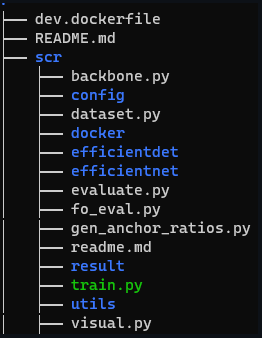 dev.dockerfile
README.md
scr
backbone.py
config
dataset.py
docker
efficientdet
efficientnet
evaluate.py
fo_eval.py
gen_anchor_ratios.py
readme.md
result
train.py
utils
visual.py